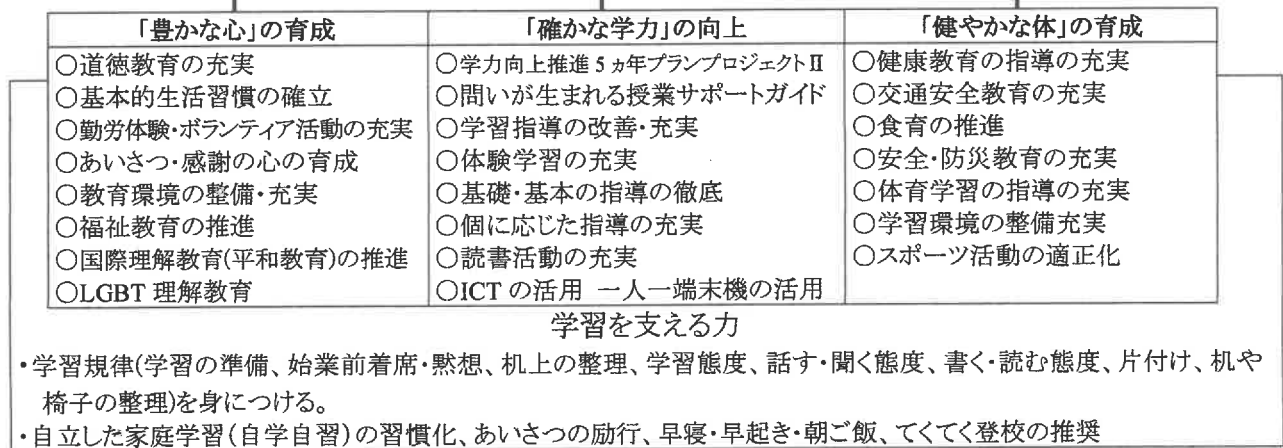 「豊かな心」の育成
○道徳教育の充実
○基本的生活習慣の確立
○勤労体験・ボランティア活動の充実
○あいさつ・感謝の心の育成
○教育環境の整備・充実
○福祉教育の推進
○国際理解教育(平和教育)の推進
○LGBT 理解教育
「確かな学力」の向上
○学力向上推進5ヵ年プランプロジェクトⅡ
○問いが生まれる授業サポートガイド
○学習指導の改善・充実
○体験学習の充実
○基礎・基本の指導の徹底
○個に応じた指導の充実
○読書活動の充実
○ICT の活用 一人一端末機の活用
「健やかな体」の育成
○健康教育の指導の充実
○交通安全教育の充実
○食育の推進
○安全・防災教育の充実
○体育学習の指導の充実
○学習環境の整備充実
○スポーツ活動の適正化
学習を支える力
・学習規律(学習の準備、始業前着席・黙想、机上の整理、学習態度、話す・聞く態度、書く・読む態度、片付け、机や
椅子の整理)を身につける。
・自立した家庭学習(自学自習)の習慣化、あいさつの励行、早寝・早起き・朝ご飯、てくてく登校の推奨